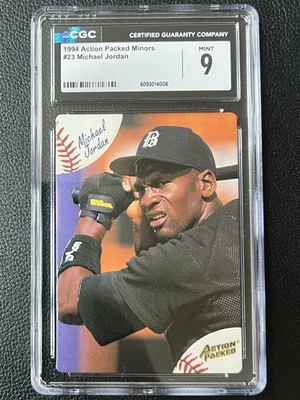 CGC
CERTIFIED GUARANTY COMPANY
1994 Action Packed Minors
#23 Michael Jordan
MINT
9
6093014008
Michael
Jordan
B
Wilson
ACTION
PACKED